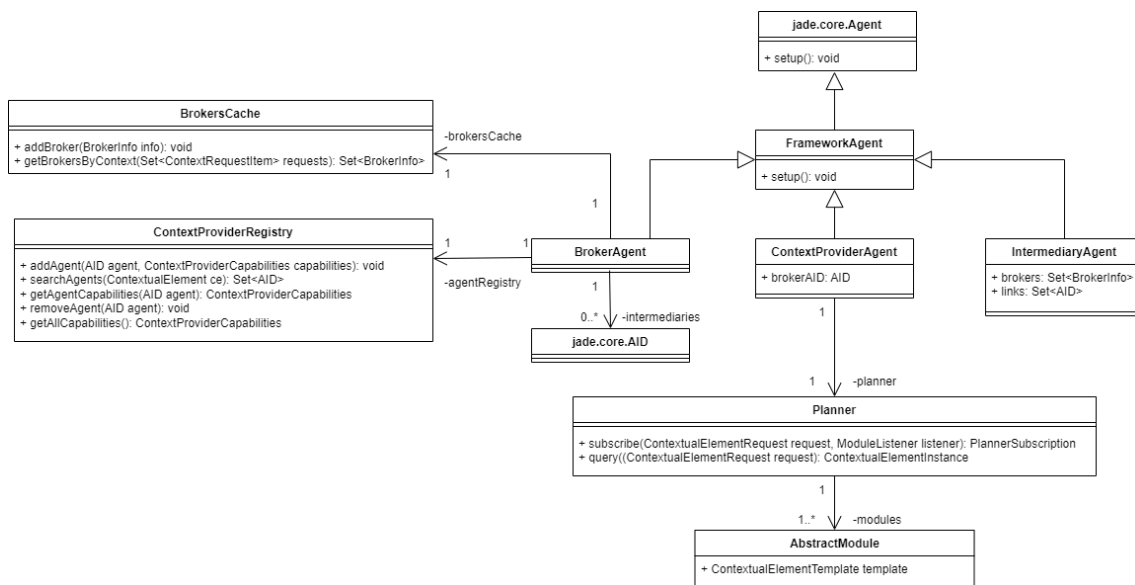 jade.core.Agent
+ setup(): void
BrokersCache
+ addBroker(BrokerInfo info): void
+ getBrokersByContext(Set<ContextRequestItem> requests): Set<BrokerInfo>
-brokersCache
1
1
FrameworkAgent
+ setup(): void
ContextProviderRegistry
+ addAgent(AID agent, ContextProviderCapabilities capabilities): void
+ searchAgents(ContextualElement ce): Set<AID>
+ getAgentCapabilities(AID agent): ContextProviderCapabilities
+ removeAgent(AID agent): void
+ getAllCapabilities(): ContextProviderCapabilities
1
1
-agentRegistry
BrokerAgent
1
0..*
-intermediaries
jade.core.AID
ContextProviderAgent
+ brokerAID: AID
1
1
-planner
IntermediaryAgent
+ brokers: Set<BrokerInfo>
+ links: Set<AID>
Planner
+ subscribe(ContextualElementRequest request, ModuleListener listener): PlannerSubscription
+ query((ContextualElementRequest request): ContextualElementInstance
1
1..*
-modules
AbstractModule
+ ContextualElementTemplate template